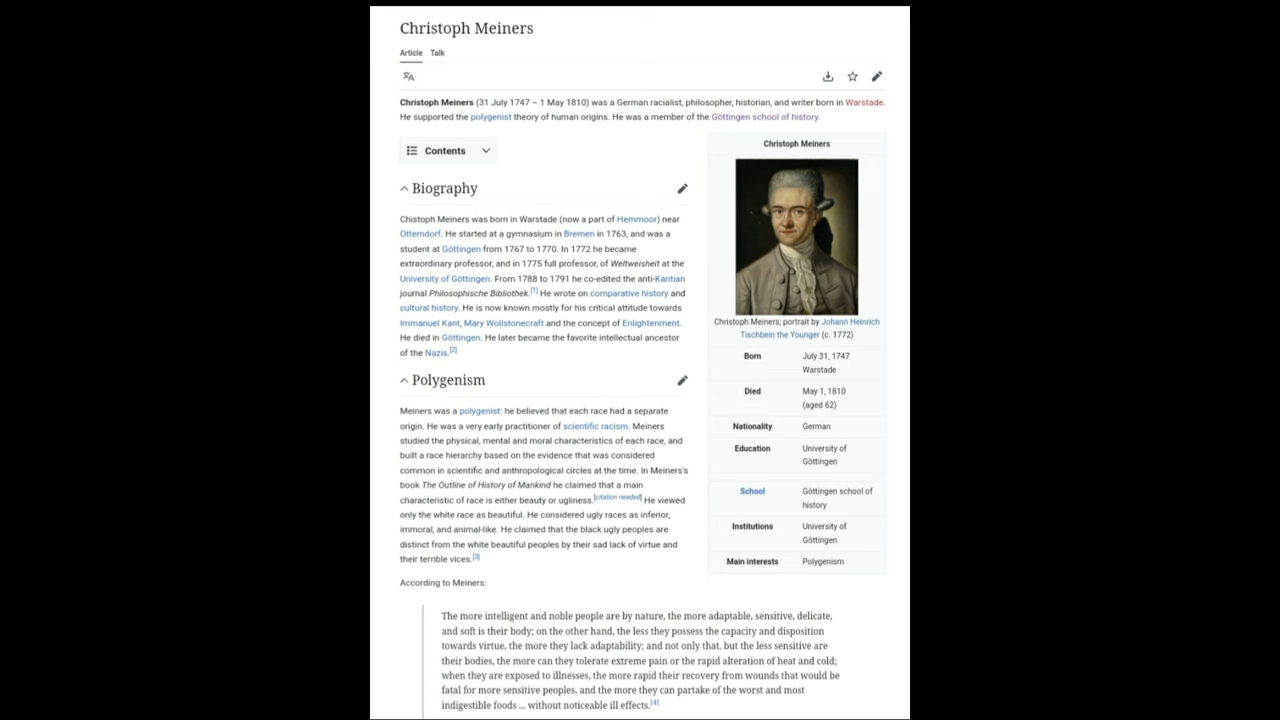 Christoph Meiners
Article Talk
Christoph Meiners (31 July 1747 – 1 May 1810) was a German racialist, philosopher, historian, and writer born in Warstade.
He supported the polygenist theory of human origins. He was a member of the Göttingen school of history.
Contents
Biography
Chistoph Meiners was born in Warstade (now a part of Hemmoor) near
Otterndorf. He started at a gymnasium in Bremen in 1763, and was a
student at Göttingen from 1767 to 1770. In 1772 he became
extraordinary professor, and in 1775 full professor, of Weltweisheit at the
University of Göttingen. From 1788 to 1791 he co-edited the anti-Kantian
journal Philosophische Bibliothek.[1] He wrote on comparative history and
cultural history. He is now known mostly for his critical attitude towards
Immanuel Kant, Mary Wollstonecraft and the concept of Enlightenment.
He died in Göttingen. He later became the favorite intellectual ancestor
of the Nazis.[2]
Polygenism
Meiners was a polygenist: he believed that each race had a separate
origin. He was a very early practitioner of scientific racism. Meiners
studied the physical, mental and moral characteristics of each race, and
built a race hierarchy based on the evidence that was considered
common in scientific and anthropological circles at the time. In Meiners's
book The Outline of History of Mankind he claimed that a main
characteristic of race is either beauty or ugliness.[citation needed] He viewed
only the white race as beautiful. He considered ugly races as inferior,
immoral, and animal-like. He claimed that the black ugly peoples are
distinct from the white beautiful peoples by their sad lack of virtue and
their terrible vices.[3]
According to Meiners:
The more intelligent and noble people are by nature, the more adaptable, sensitive, delicate,
and soft is their body; on the other hand, the less they possess the capacity and disposition
towards virtue, the more they lack adaptability; and not only that, but the less sensitive are
their bodies, the more can they tolerate extreme pain or the rapid alteration of heat and cold;
when they are exposed to illnesses, the more rapid their recovery from wounds that would be
fatal for more sensitive peoples, and the more they can partake of the worst and most
indigestible foods ... without noticeable ill effects.[4]
Christoph Meiners
Christoph Meiners; portrait by Johann Heinrich
Tischbein the Younger (c. 1772)
Born July 31, 1747
Warstade
Died May 1, 1810
(aged 62)
Nationality German
Education University of
Göttingen
School Göttingen school of
history
Institutions University of
Göttingen
Main interests Polygenism